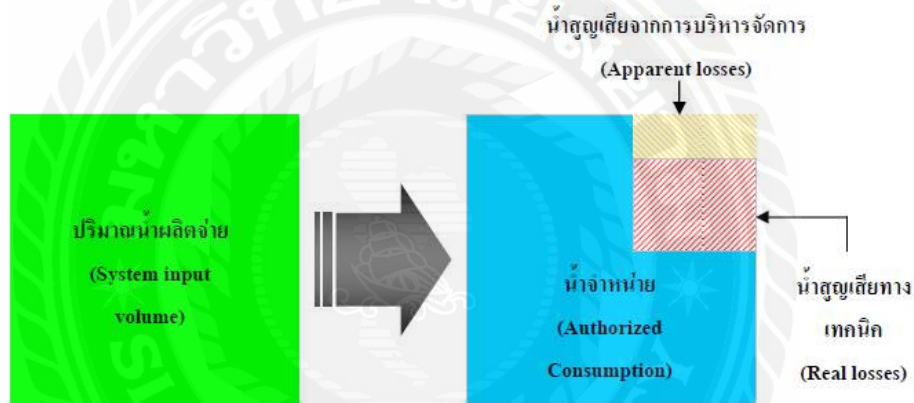 น้ำสูญเสียจากการบริหารจัดการ
(Apparent losses)
ปริมาณน้ำผลิตจ่าย
(System input
volume)
น้ำจำหน่าย
(Authorized
Consumption)
น้ำสูญเสียทาง
เทคนิค
(Real losses)